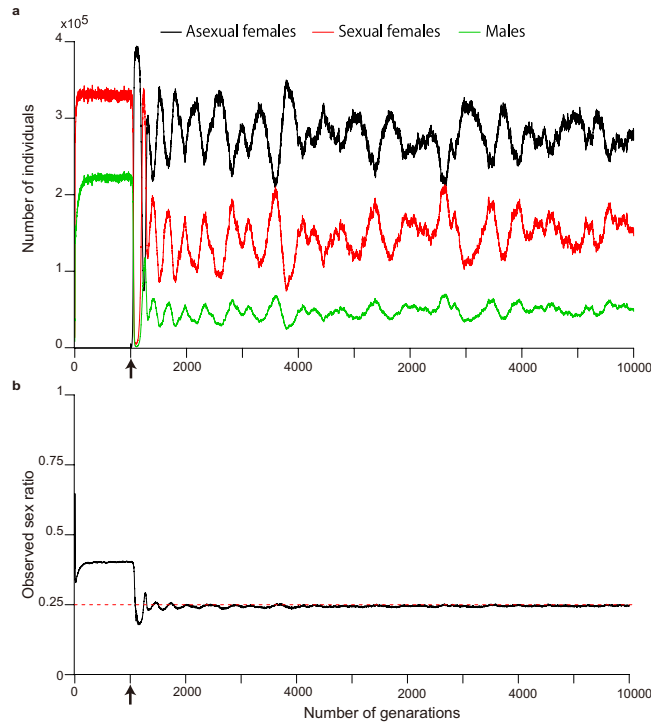 a
×10⁵
Asexual females
Sexual females
Males
4
3
2
1
0
Number of individuals
0
2000
4000
2000
4000
10000
b
1
0.75
0.5
0.25
0
Observed sex ratio
0
2000
4000
2000
4000
10000
Number of genarations